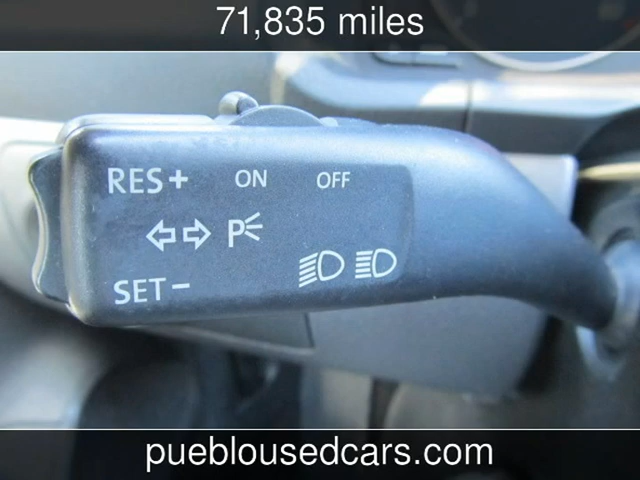 71,835 miles
RES+ ON OFF
P
SET-
pueblousedcars.com